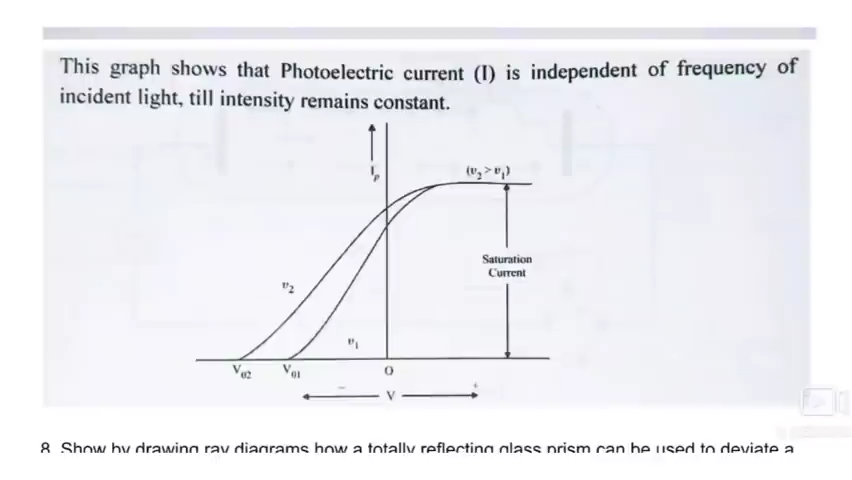 This graph shows that Photoelectric current (I) is independent of frequency of
incident light, till intensity remains constant.
I_p
(υ₂ > υ₁)
Saturation
Current
υ₂
υ₁
V₀₂
V₀₁
O
− V +
8. Show by drawing ray diagrams how a totally reflecting glass prism can be used to deviate a